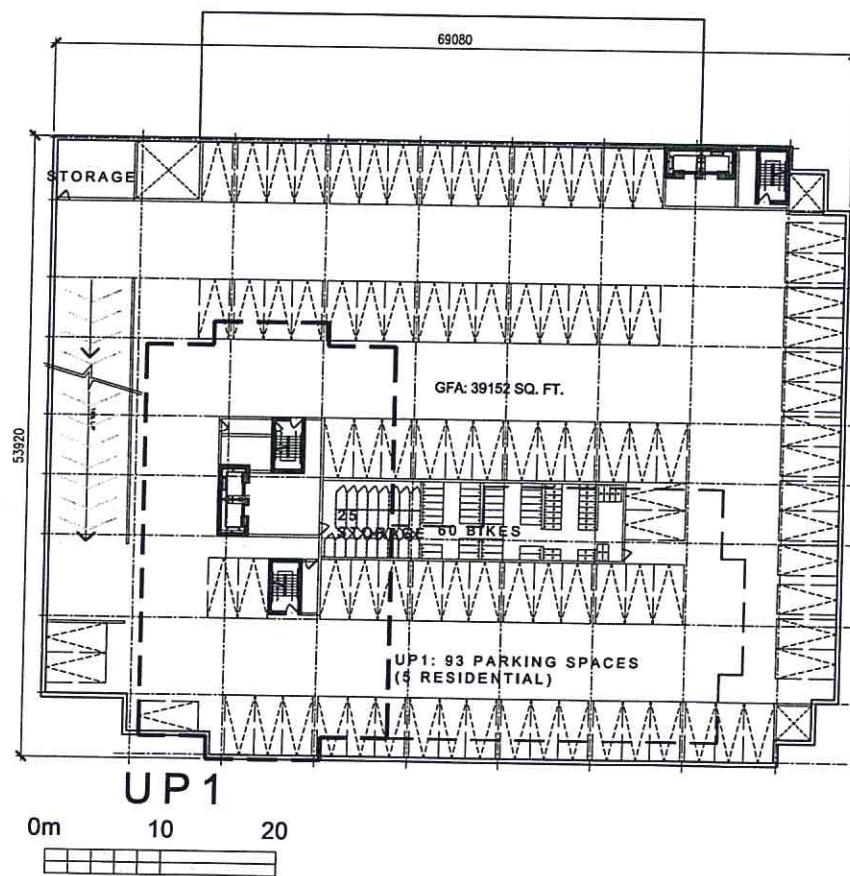 69080
STORAGE
53920
GFA: 39152 SQ. FT.
25
STORAGE 60 BIKES
UP1: 93 PARKING SPACES
(5 RESIDENTIAL)
UP1
0m 10 20